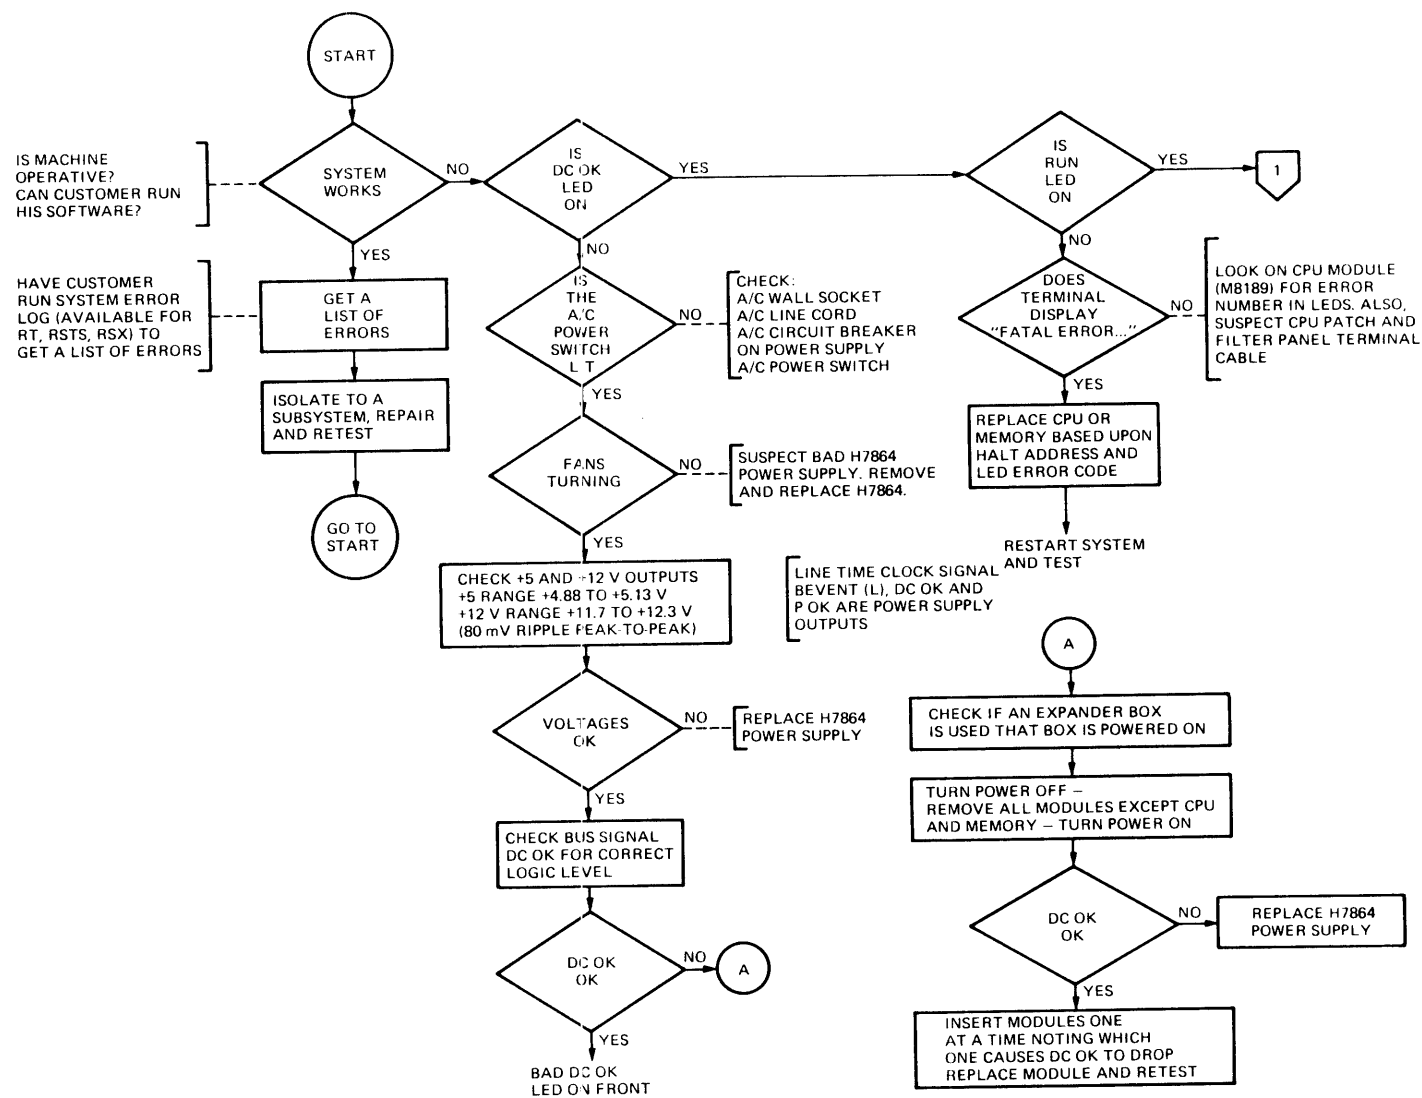 START
IS MACHINE
OPERATIVE?
CAN CUSTOMER RUN
HIS SOFTWARE?
SYSTEM
WORKS
NO
YES
HAVE CUSTOMER
RUN SYSTEM ERROR
LOG (AVAILABLE FOR
RT, RSTS, RSX) TO
GET A LIST OF ERRORS
GET A
LIST OF
ERRORS
ISOLATE TO A
SUBSYSTEM, REPAIR
AND RETEST
GO TO
START
IS
DC OK
LED
ON
YES
NO
IS
THE
A/C
POWER
SWITCH
LIT
NO
CHECK:
A/C WALL SOCKET
A/C LINE CORD
A/C CIRCUIT BREAKER
ON POWER SUPPLY
A/C POWER SWITCH
YES
FANS
TURNING
NO
SUSPECT BAD H7864
POWER SUPPLY. REMOVE
AND REPLACE H7864.
YES
CHECK +5 AND +12 V OUTPUTS
+5 RANGE +4.88 TO +5.13 V
+12 V RANGE +11.7 TO +12.3 V
(80 mV RIPPLE PEAK-TO-PEAK)
LINE TIME CLOCK SIGNAL
BEVENT (L), DC OK AND
P OK ARE POWER SUPPLY
OUTPUTS
VOLTAGES
OK
NO
REPLACE H7864
POWER SUPPLY
YES
CHECK BUS SIGNAL
DC OK FOR CORRECT
LOGIC LEVEL
DC OK
OK
NO
A
YES
BAD DC OK
LED ON FRONT
IS
RUN
LED
ON
YES
1
NO
DOES
TERMINAL
DISPLAY
"FATAL ERROR..."
NO
LOOK ON CPU MODULE
(M8189) FOR ERROR
NUMBER IN LEDS. ALSO,
SUSPECT CPU PATCH AND
FILTER PANEL TERMINAL
CABLE
YES
REPLACE CPU OR
MEMORY BASED UPON
HALT ADDRESS AND
LED ERROR CODE
RESTART SYSTEM
AND TEST
A
CHECK IF AN EXPANDER BOX
IS USED THAT BOX IS POWERED ON
TURN POWER OFF –
REMOVE ALL MODULES EXCEPT CPU
AND MEMORY – TURN POWER ON
DC OK
OK
NO
REPLACE H7864
POWER SUPPLY
YES
INSERT MODULES ONE
AT A TIME NOTING WHICH
ONE CAUSES DC OK TO DROP
REPLACE MODULE AND RETEST